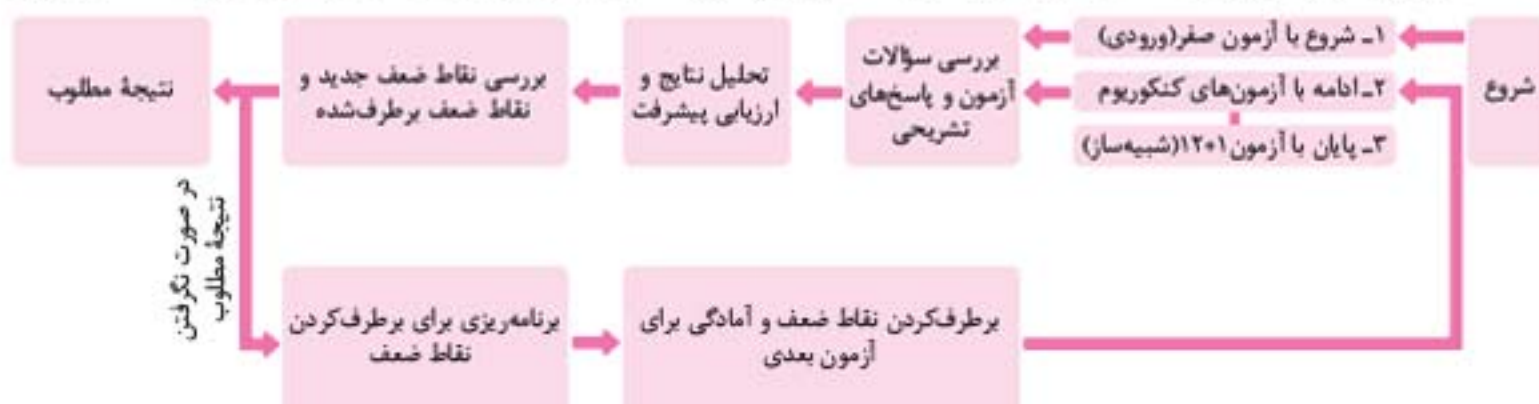 شروع
۱ـ شروع با آزمون صفر(ورودی)
۲ـ ادامه با آزمون‌های کنکوریوم
۳ـ پایان با آزمون ۱۲۰۱(شبیه‌ساز)
بررسی سؤالات
آزمون و پاسخ‌های
تشریحی
تحلیل نتایج و
ارزیابی پیشرفت
بررسی نقاط ضعف جدید و
نقاط ضعف برطرف‌شده
نتیجهٔ مطلوب
در صورت نگرفتن
نتیجهٔ مطلوب
برنامه‌ریزی برای برطرف‌کردن
نقاط ضعف
برطرف‌کردن نقاط ضعف و آمادگی برای
آزمون بعدی